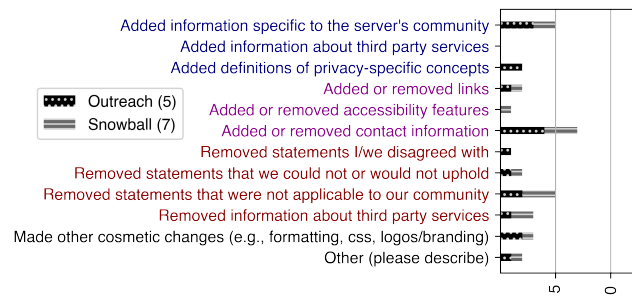 Added information specific to the server's community
Added information about third party services
Added definitions of privacy-specific concepts
Added or removed links
Added or removed accessibility features
Added or removed contact information
Removed statements I/we disagreed with
Removed statements that we could not or would not uphold
Removed statements that were not applicable to our community
Removed information about third party services
Made other cosmetic changes (e.g., formatting, css, logos/branding)
Other (please describe)
Outreach (5)
Snowball (7)
5
0